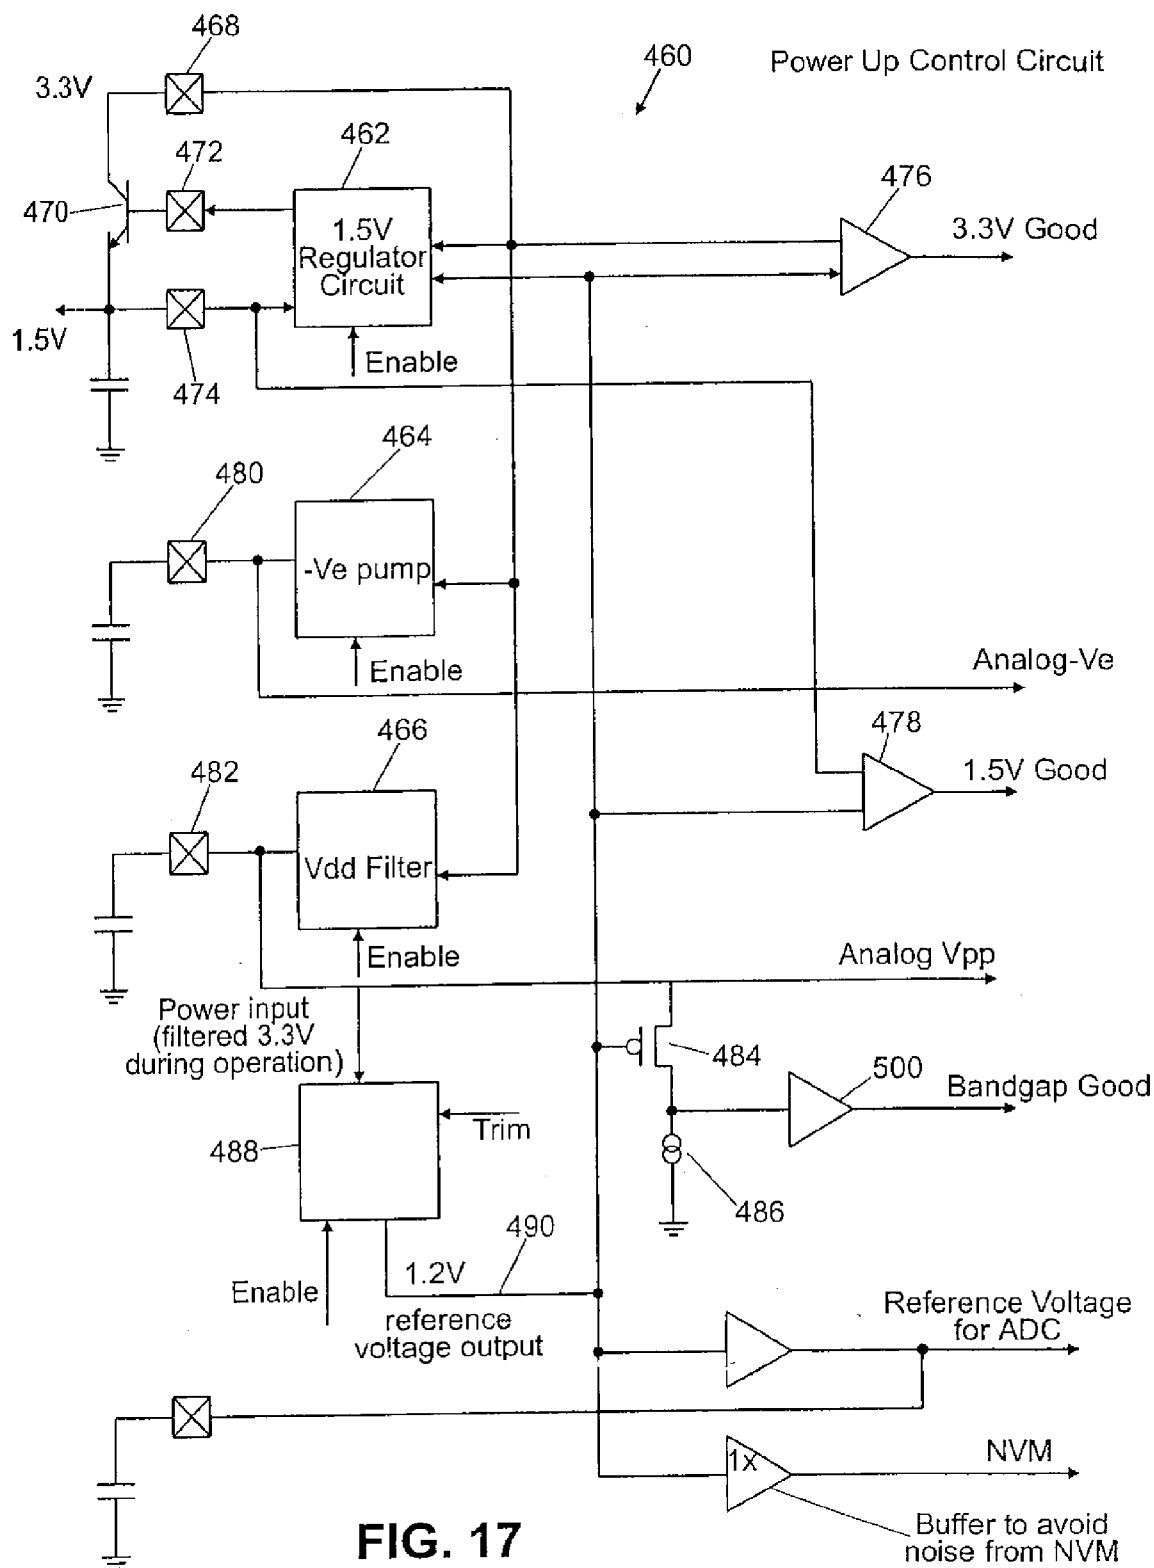 468
460
Power Up Control Circuit
3.3V
472
462
476
470
1.5V
Regulator
Circuit
3.3V Good
1.5V
474
Enable
464
480
-Ve pump
Enable
Analog-Ve
466
478
482
1.5V Good
Vdd Filter
Enable
Analog Vpp
Power input
(filtered 3.3V
during operation)
484
500
Bandgap Good
488
Trim
486
490
Enable
1.2V
reference
voltage output
Reference Voltage
for ADC
1x
NVM
Buffer to avoid
noise from NVM
FIG. 17